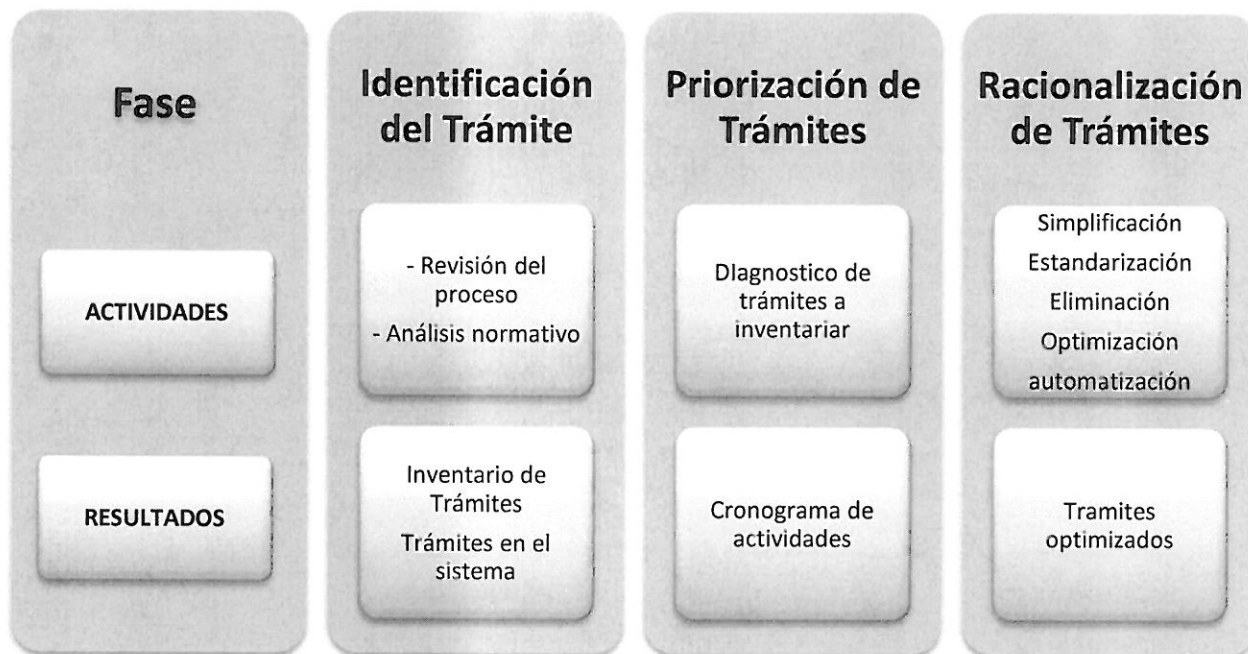 Fase
ACTIVIDADES
RESULTADOS
Identificación
del Trámite
- Revisión del
proceso
- Análisis normativo
Inventario de
Trámites
Trámites en el
sistema
Priorización de
Trámites
DIagnostico de
trámites a
inventariar
Cronograma de
actividades
Racionalización
de Trámites
Simplificación
Estandarización
Eliminación
Optimización
automatización
Tramites
optimizados